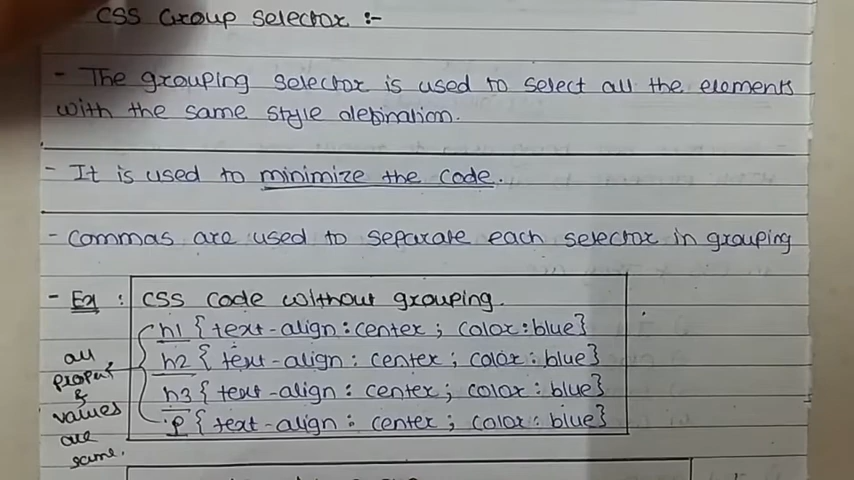 CSS Group Selector :-
- The grouping selector is used to select all the elements
with the same style defination.
- It is used to minimize the code.
- Commas are used to separate each selector in grouping
- Ex : CSS code without grouping.
h1 { text-align : center ; color : blue }
h2 { text-align : center ; color : blue }
h3 { text-align : center ; color : blue }
p { text-align : center ; color : blue }
all
&
values
are
same.